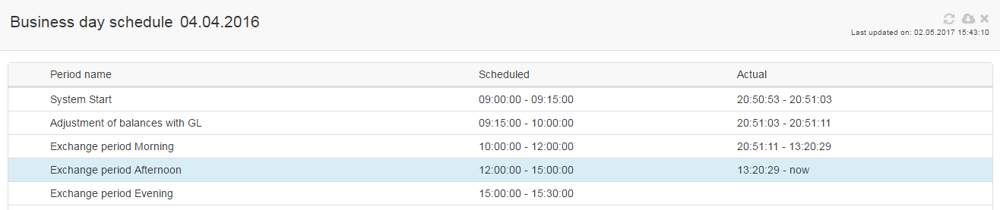 Business day schedule 04.04.2016
Last updated on: 02.05.2017 15:43:10
Period name Scheduled Actual
System Start 09:00:00 - 09:15:00 20:50:53 - 20:51:03
Adjustment of balances with GL 09:15:00 - 10:00:00 20:51:03 - 20:51:11
Exchange period Morning 10:00:00 - 12:00:00 20:51:11 - 13:20:29
Exchange period Afternoon 12:00:00 - 15:00:00 13:20:29 - now
Exchange period Evening 15:00:00 - 15:30:00